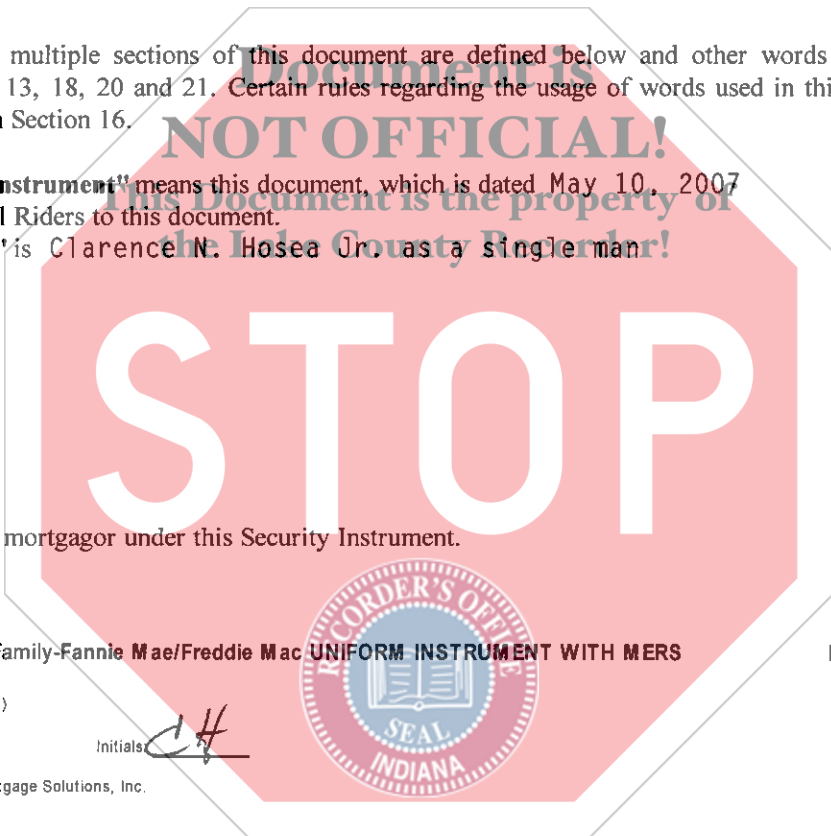 multiple sections of this document are defined below and other words
13, 18, 20 and 21. Certain rules regarding the usage of words used in thi
Section 16.
Document is
NOT OFFICIAL!
This Document is the property of
the Lake County Recorder!
nstrument" means this document, which is dated May 10, 2007
l Riders to this document.
" is Clarence N. Hosea Jr. as a single man
STOP
mortgagor under this Security Instrument.
RECORDER'S OFFICE
SEAL
INDIANA
amily-Fannie Mae/Freddie Mac UNIFORM INSTRUMENT WITH MERS
)
Initials: CH
tgage Solutions, Inc.